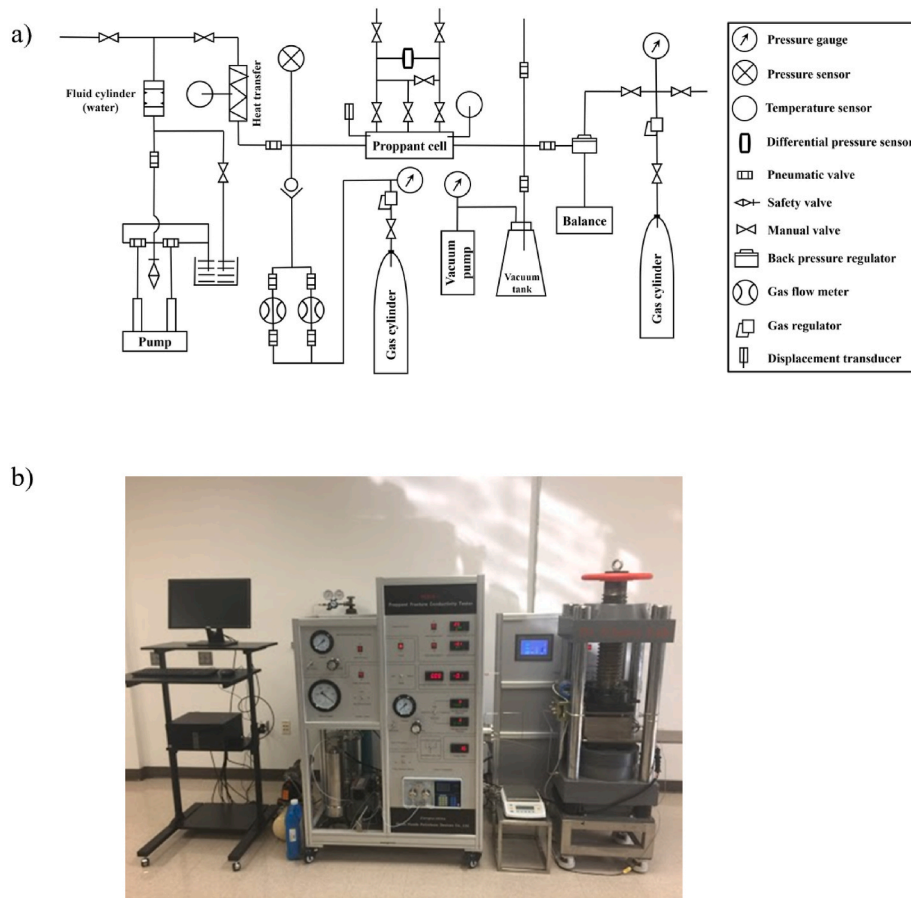 a)
Fluid cylinder
(water)
Heat transfer
Proppant cell
Pump
Gas cylinder
Vacuum
pump
Vacuum
tank
Balance
Gas cylinder
Pressure gauge
Pressure sensor
Temperature sensor
Differential pressure sensor
Pneumatic valve
Safety valve
Manual valve
Back pressure regulator
Gas flow meter
Gas regulator
Displacement transducer
b)
Proppant Fracture Conductivity Tester